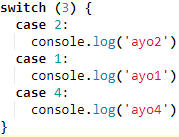 switch (3) {
  case 2:
    console.log('ayo2')
  case 1:
    console.log('ayo1')
  case 4:
    console.log('ayo4')
}